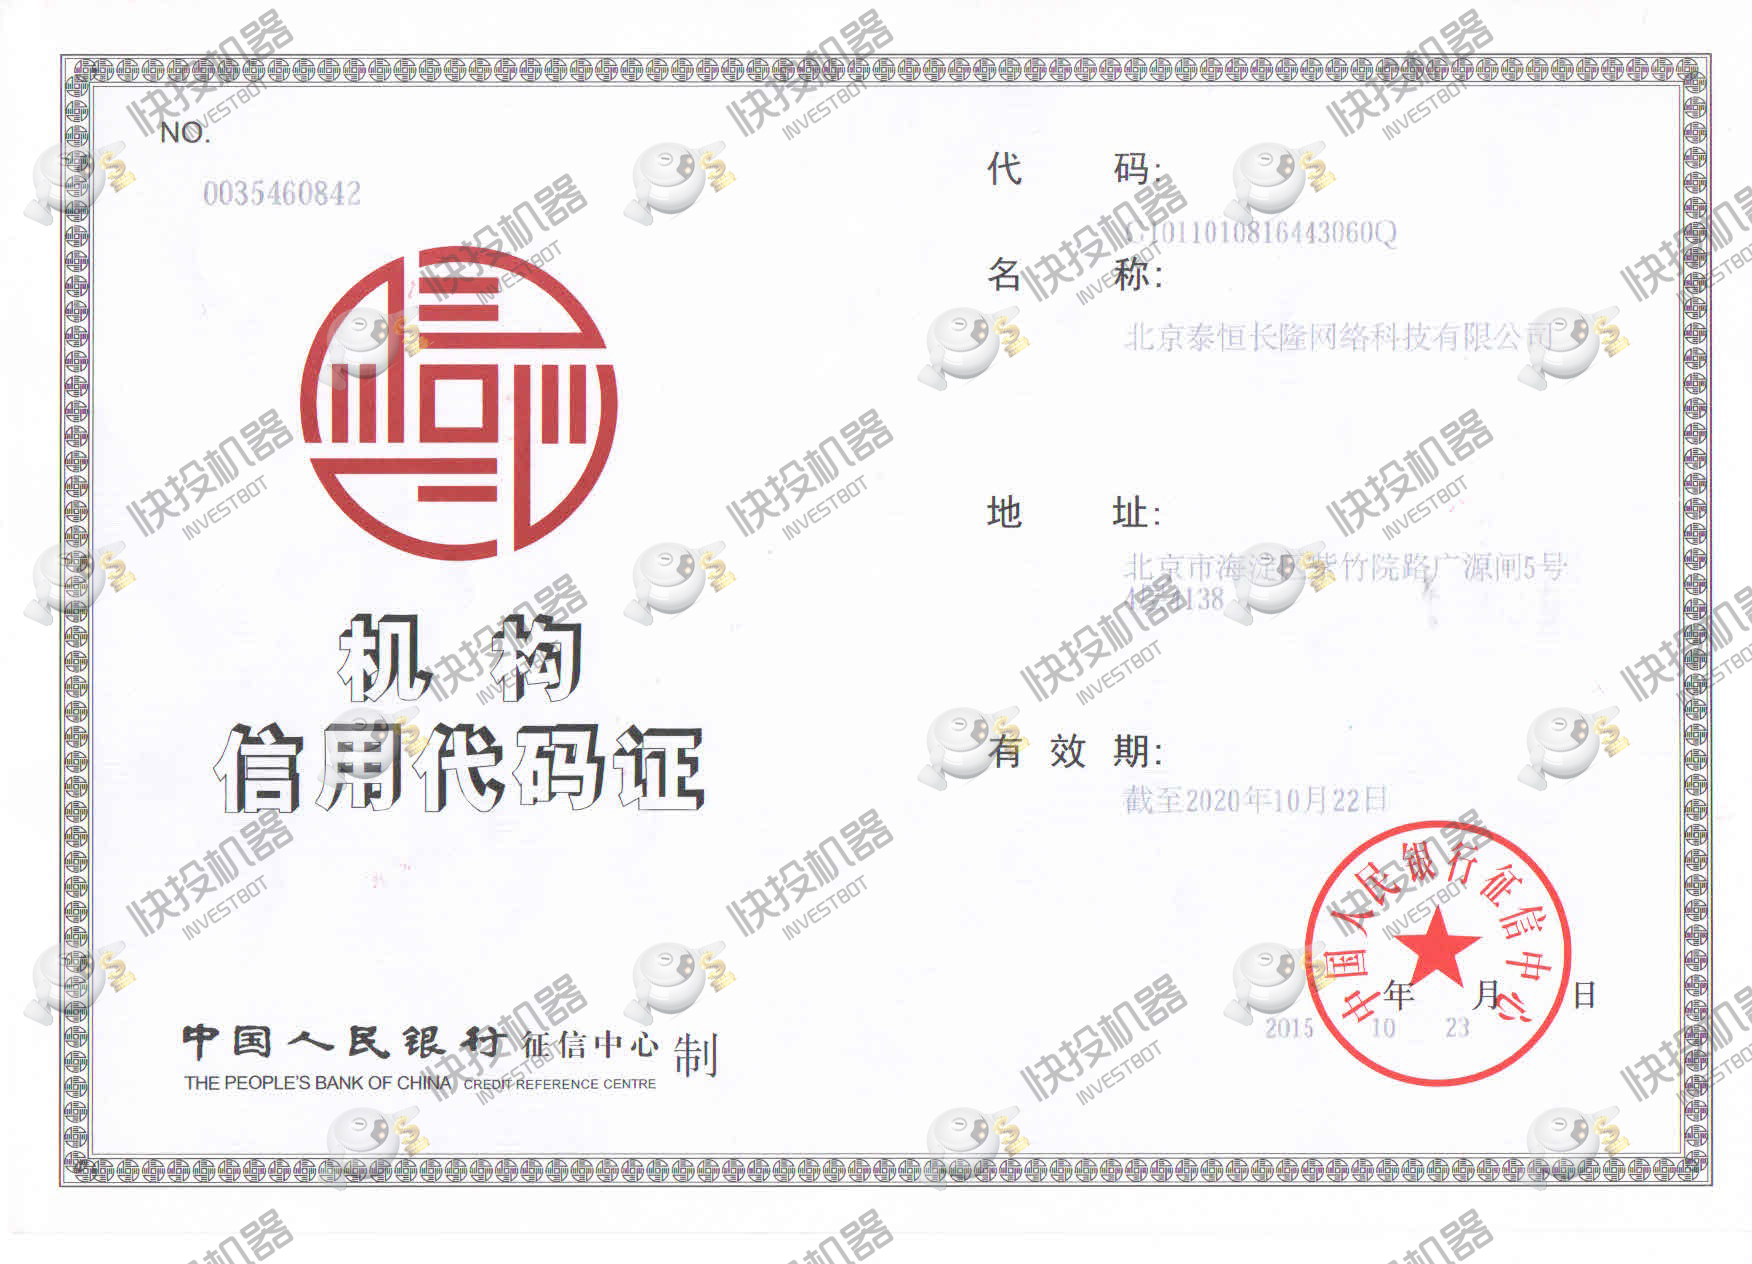 NO.
0035460842
机 构
信用代码证
中国人民银行 征信中心 制
THE PEOPLE'S BANK OF CHINA CREDIT REFERENCE CENTRE
代 码:
G1011010816443060Q
名 称:
北京泰恒长隆网络科技有限公司
地 址:
北京市海淀区紫竹院路广源闸5号
1138
有 效 期:
截至2020年10月22日
中国人民银行征信中心
年 月 日
2015 10 23
快投机器
INVESTBOT